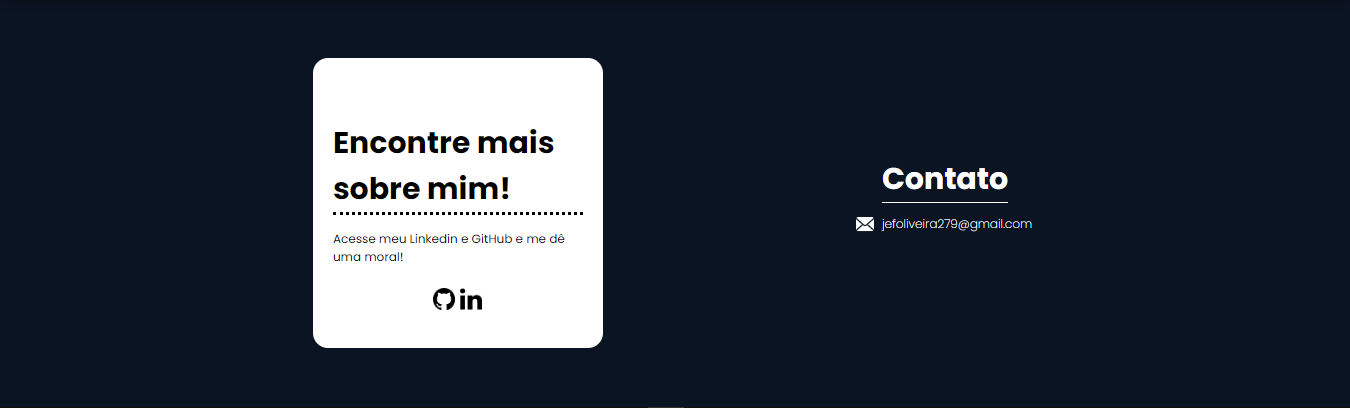 Encontre mais
sobre mim!
Acesse meu Linkedin e GitHub e me dê
uma moral!
in
Contato
jefoliveira279@gmail.com